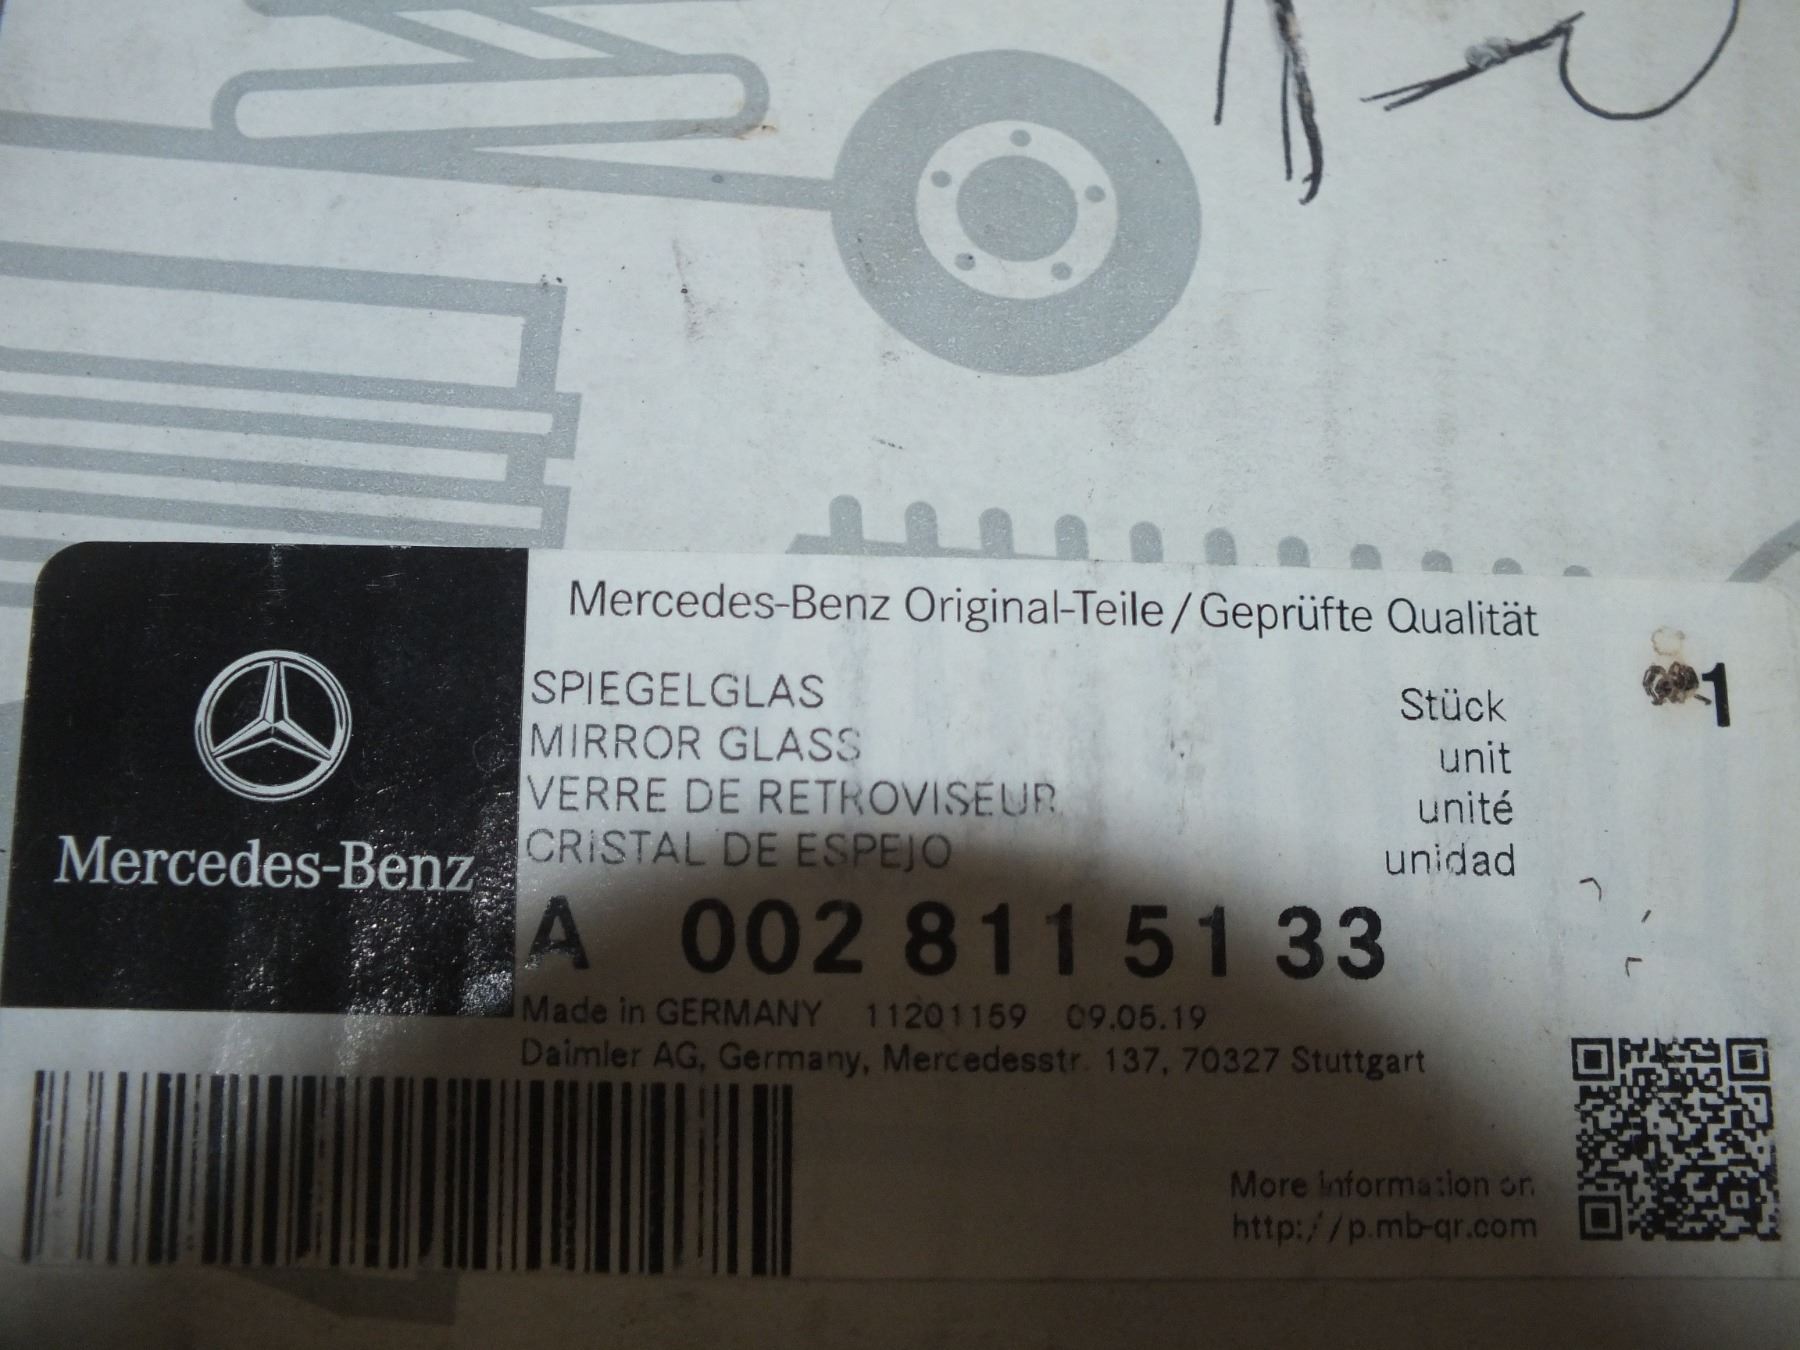 Mercedes-Benz Original-Teile / Geprüfte Qualität
SPIEGELGLAS Stück 1
MIRROR GLASS unit
VERRE DE RETROVISEUR unité
CRISTAL DE ESPEJO unidad
Mercedes-Benz
A 002 811 51 33
Made in GERMANY 11201159 09.05.19
Daimler AG, Germany, Mercedesstr. 137, 70327 Stuttgart
More information on
http://p.mb-qr.com